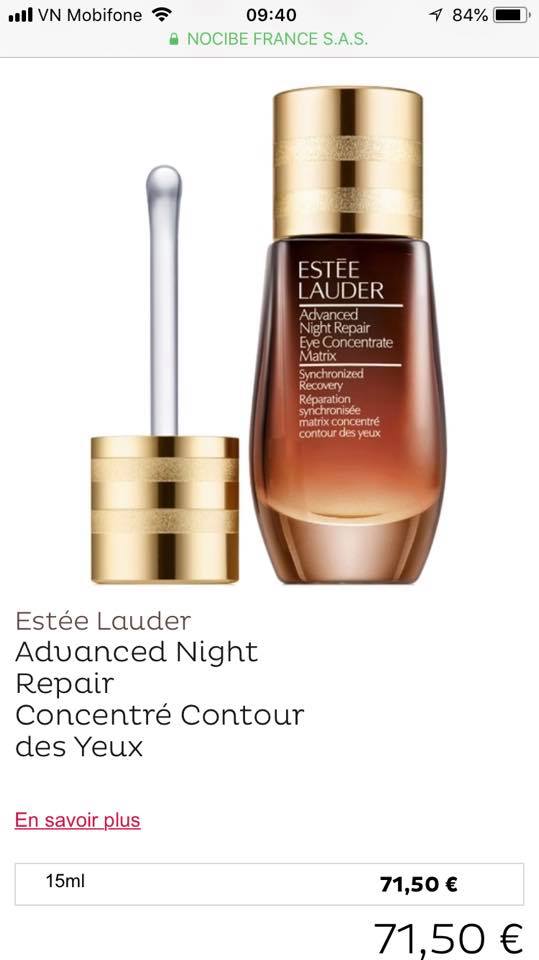 VN Mobifone 09:40 84%
NOCIBE FRANCE S.A.S.
ESTĒE
LAUDER
Advanced
Night Repair
Eye Concentrate
Matrix
Synchronized
Recovery
Réparation
synchronisée
matrix concentré
contour des yeux
Estée Lauder
Advanced Night
Repair
Concentré Contour
des Yeux
En savoir plus
15ml 71,50 €
71,50 €